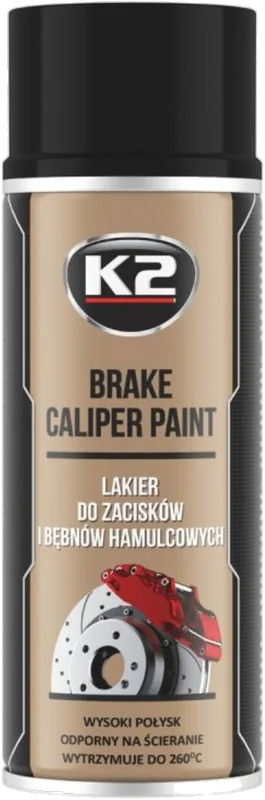 K2
BRAKE
CALIPER PAINT
LAKIER
DO ZACISKÓW
I BĘBNÓW HAMULCOWYCH
WYSOKI POŁYSK
ODPORNY NA ŚCIERANIE
WYTRZYMUJE DO 260°C